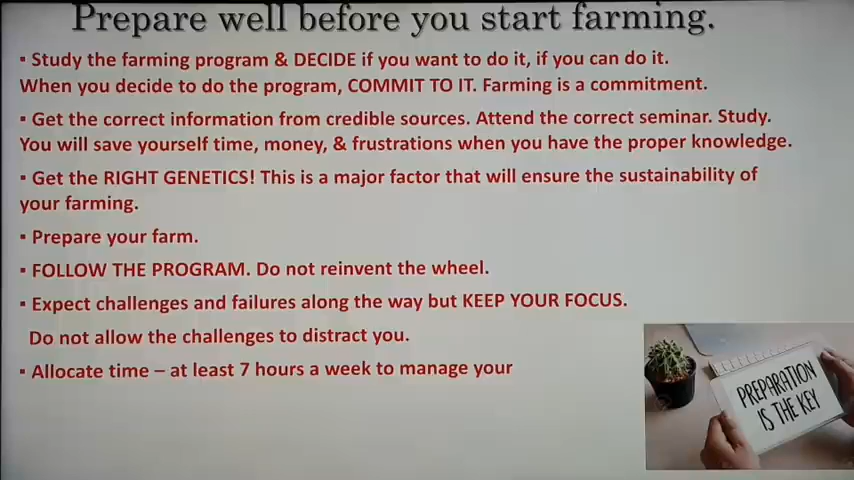 Prepare well before you start farming.
▪ Study the farming program & DECIDE if you want to do it, if you can do it.
When you decide to do the program, COMMIT TO IT. Farming is a commitment.
▪ Get the correct information from credible sources. Attend the correct seminar. Study.
You will save yourself time, money, & frustrations when you have the proper knowledge.
▪ Get the RIGHT GENETICS! This is a major factor that will ensure the sustainability of
your farming.
▪ Prepare your farm.
▪ FOLLOW THE PROGRAM. Do not reinvent the wheel.
▪ Expect challenges and failures along the way but KEEP YOUR FOCUS.
Do not allow the challenges to distract you.
▪ Allocate time – at least 7 hours a week to manage your
PREPARATION
IS THE KEY